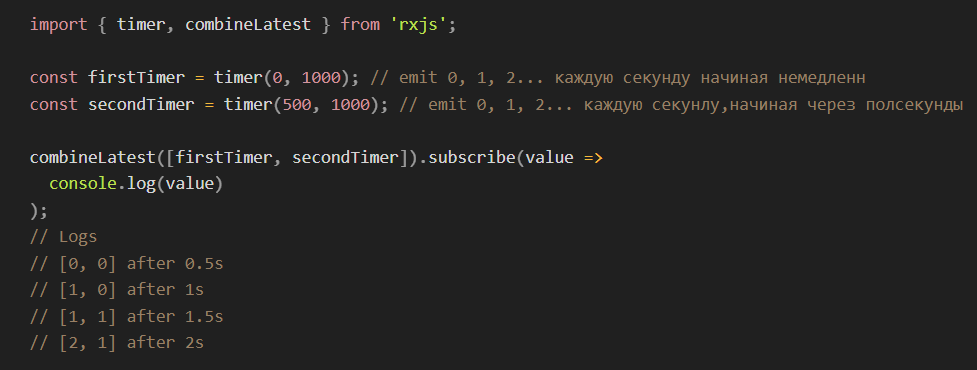 import { timer, combineLatest } from 'rxjs';
const firstTimer = timer(0, 1000); // emit 0, 1, 2... каждую секунду начиная немедленн
const secondTimer = timer(500, 1000); // emit 0, 1, 2... каждую секунлу,начиная через полсекунды
combineLatest([firstTimer, secondTimer]).subscribe(value =>
  console.log(value)
);
// Logs
// [0, 0] after 0.5s
// [1, 0] after 1s
// [1, 1] after 1.5s
// [2, 1] after 2s